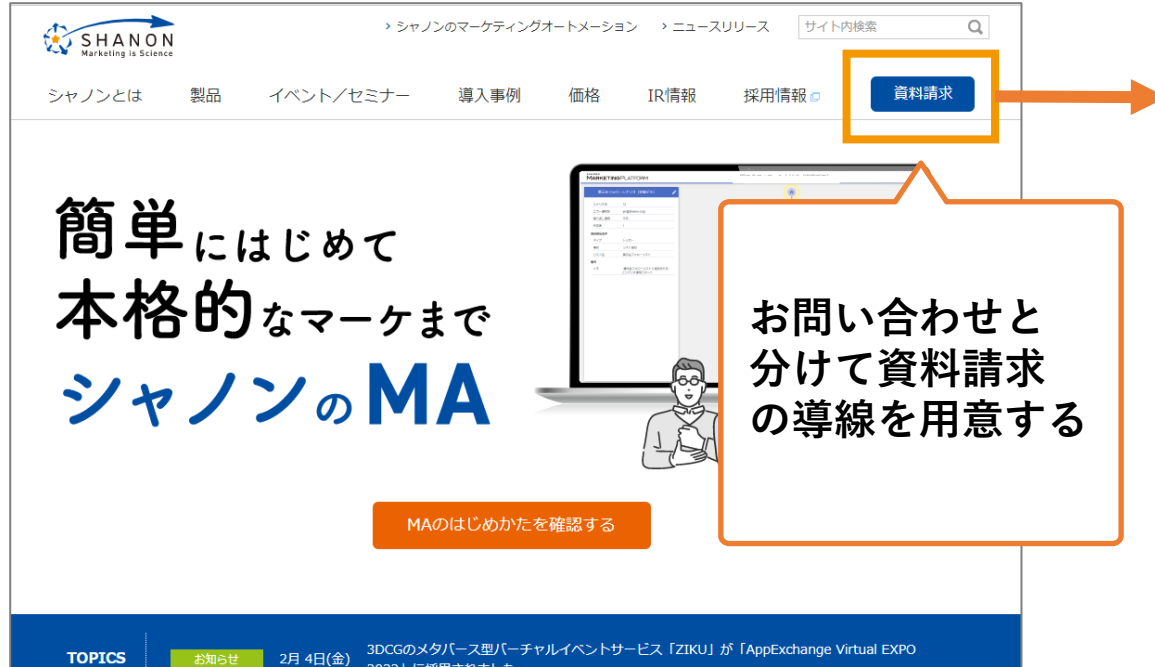 SHANON
Marketing is Science
› シャノンのマーケティングオートメーション › ニュースリリース サイト内検索
シャノンとは 製品 イベント／セミナー 導入事例 価格 IR情報 採用情報 資料請求
簡単にはじめて
本格的なマーケまで
シャノンのMA
MARKETINGPLATFORM
お問い合わせと
分けて資料請求
の導線を用意する
MAのはじめかたを確認する
TOPICS お知らせ 2月 4日(金) 3DCGのメタバース型バーチャルイベントサービス「ZIKU」が「AppExchange Virtual EXPO